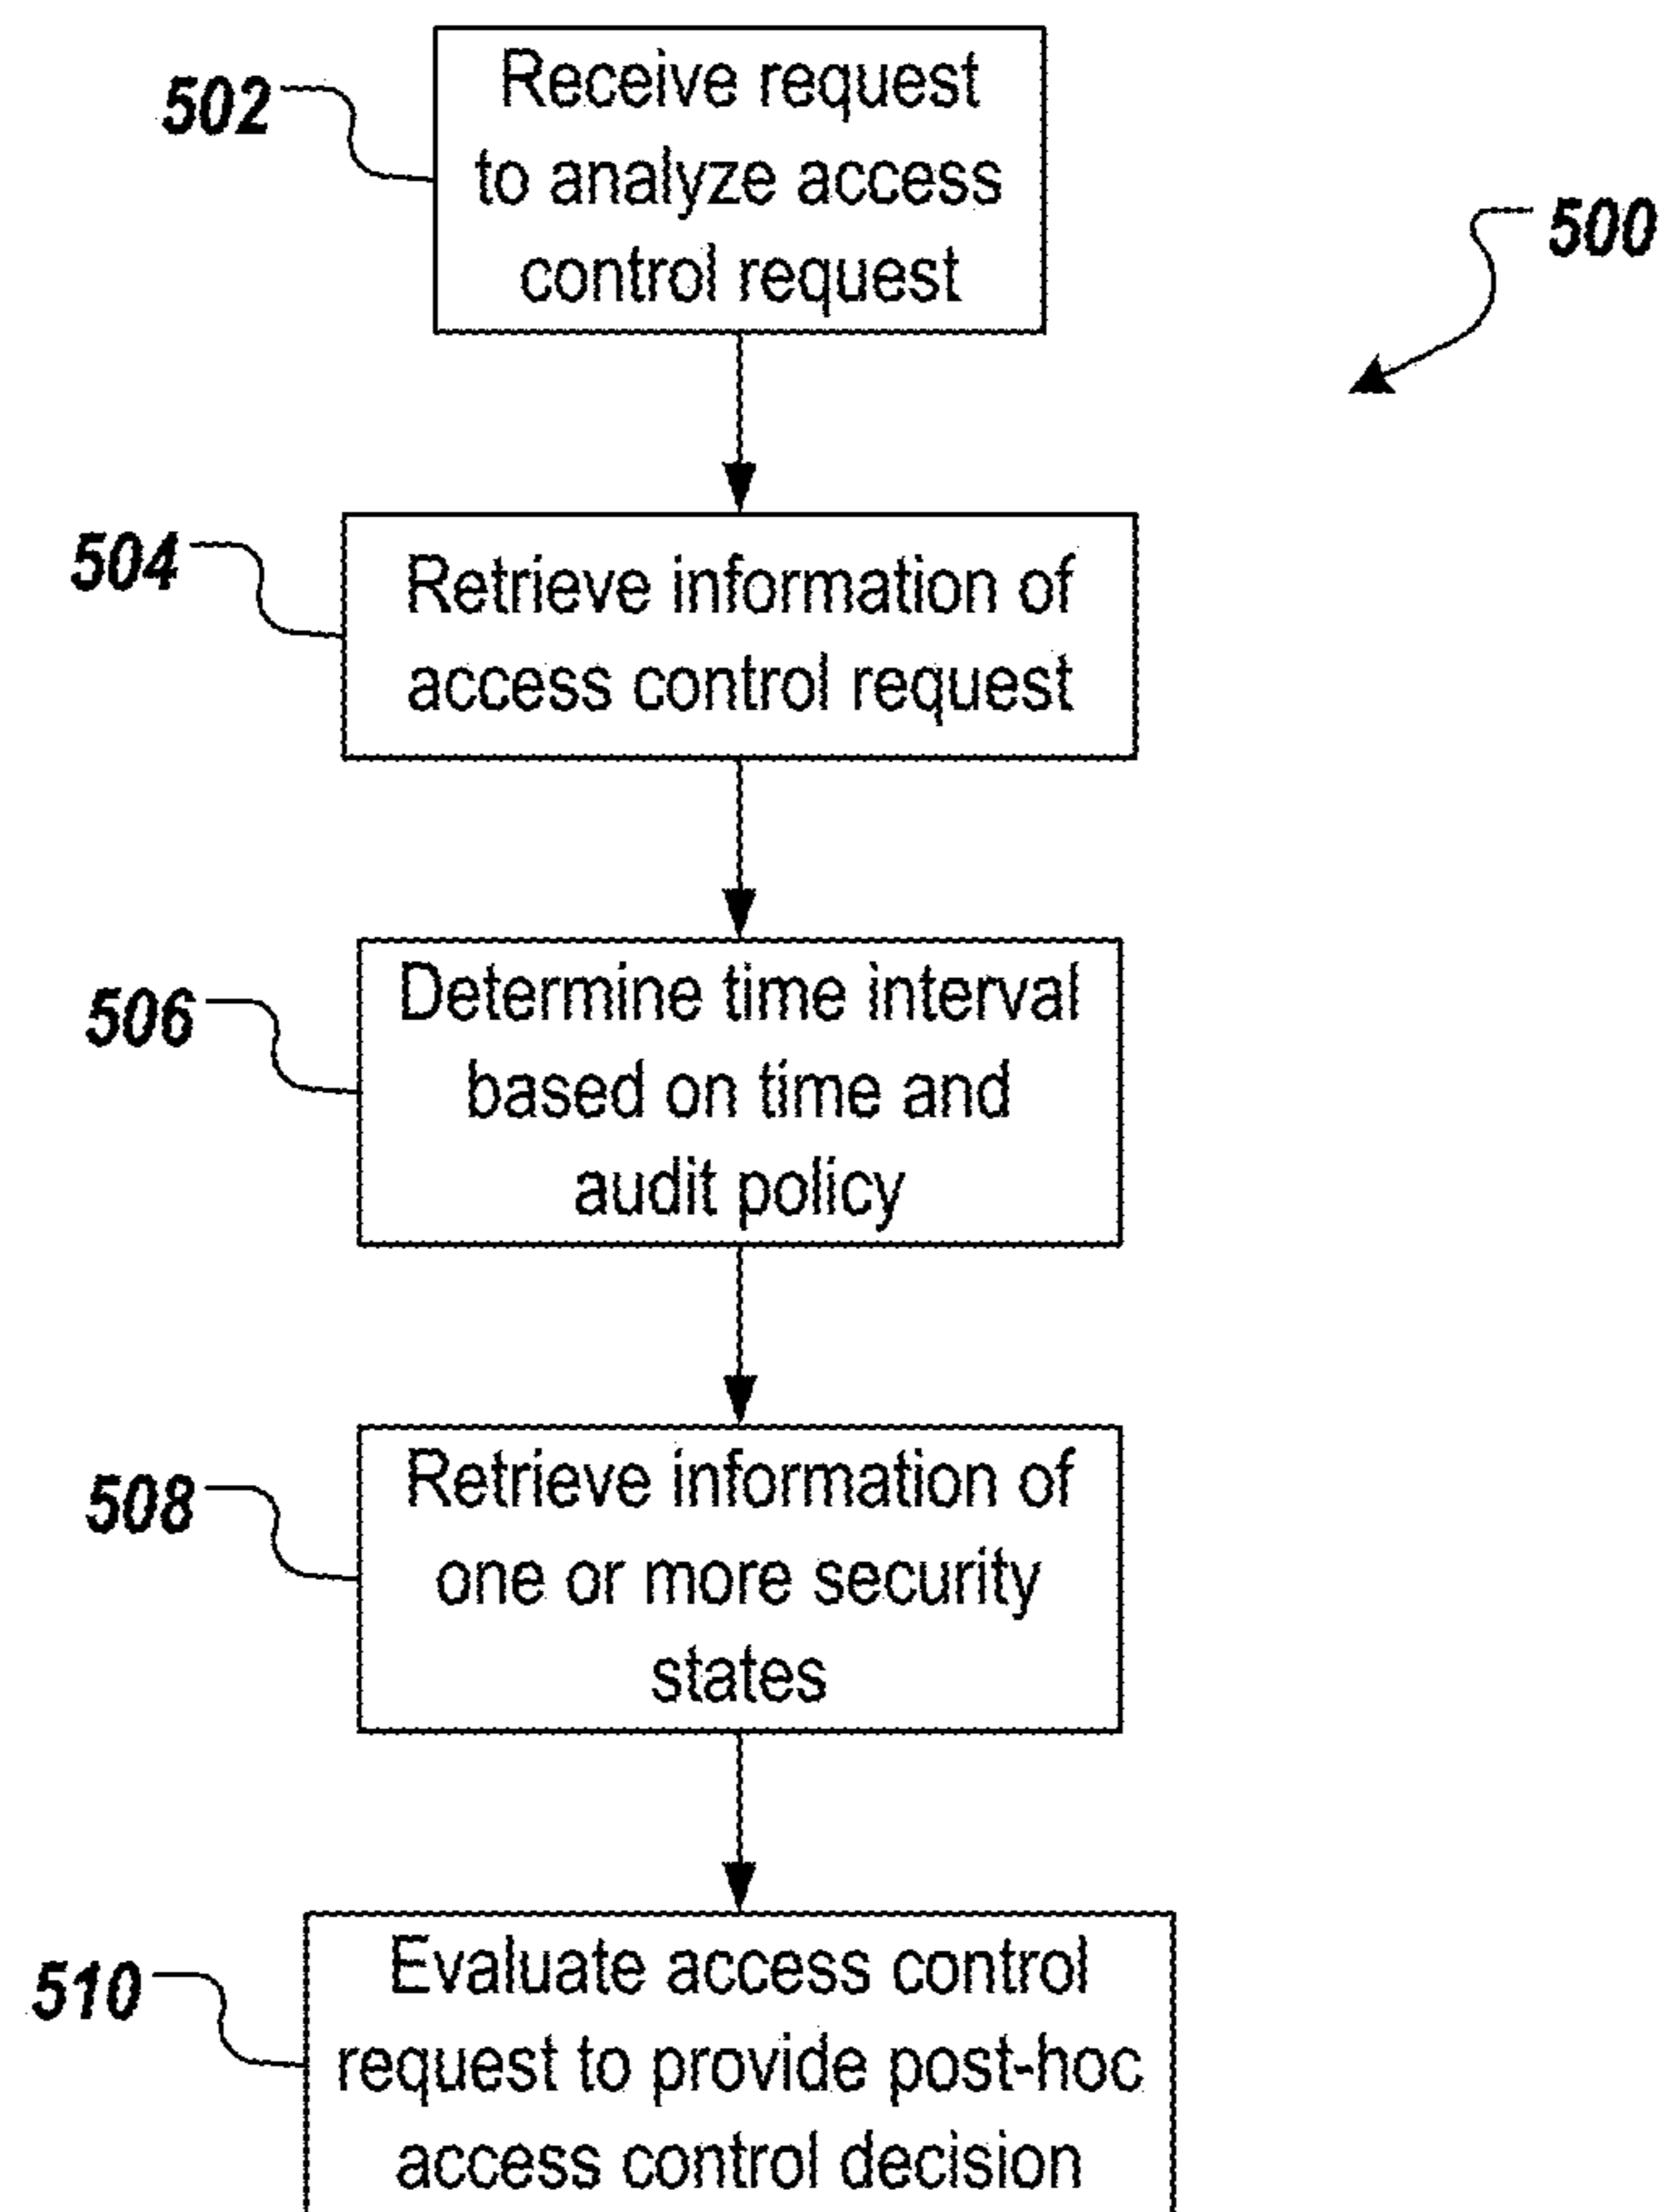 502
Receive request
to analyze access
control request
500
504
Retrieve information of
access control request
506
Determine time interval
based on time and
audit policy
508
Retrieve information of
one or more security
states
510
Evaluate access control
request to provide post-hoc
access control decision